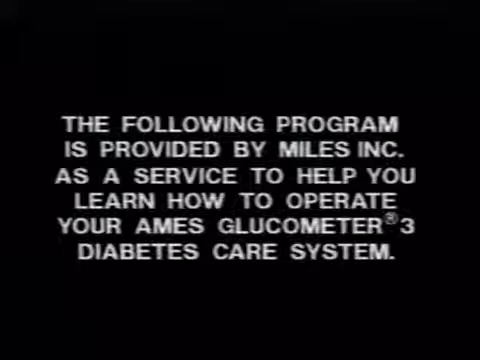 THE FOLLOWING PROGRAM
IS PROVIDED BY MILES INC.
AS A SERVICE TO HELP YOU
LEARN HOW TO OPERATE
YOUR AMES GLUCOMETER® 3
DIABETES CARE SYSTEM.